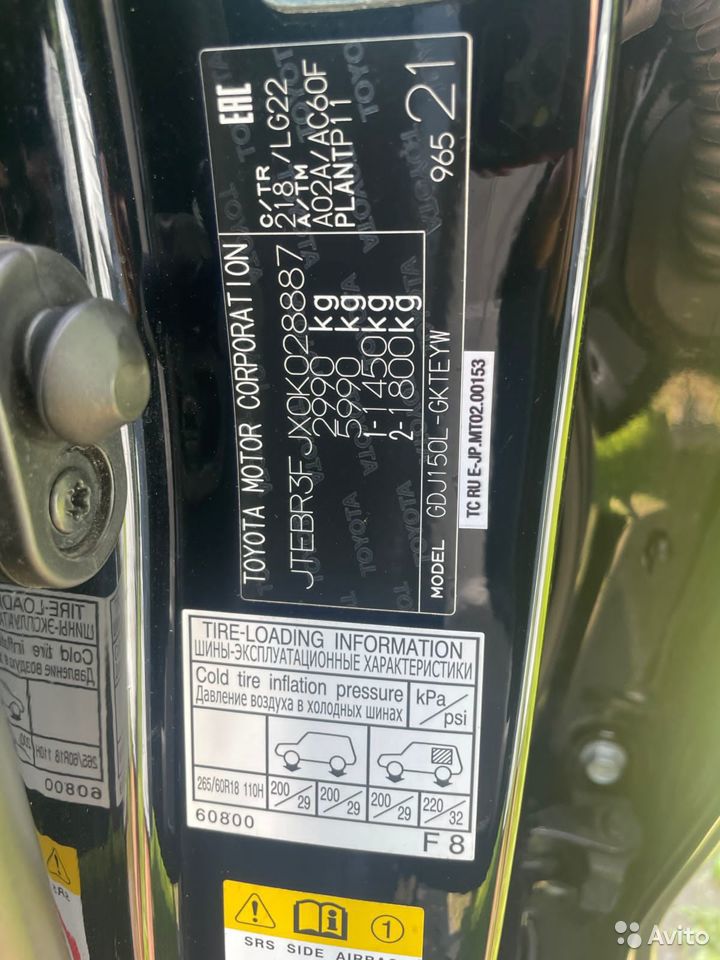 TOYOTA MOTOR CORPORATION
EAC
JTEBR3FJX0K028887
C/TR
218 /LG22
2990 kg
A/TM
5990 kg
A02A/AC60F
1-1450kg
PLANTP11
2-1800kg
MODEL GDJ150L-GKTEYW
965 21
TC RU E-JP.MT02.00153
TIRE-LOADING INFORMATION
ШИНЫ-ЭКСПЛУАТАЦИОННЫЕ ХАРАКТЕРИСТИКИ
Cold tire inflation pressure
Давление воздуха в холодных шинах
kPa/psi
265/60R18 110H 200/29 200/29 200/29 220/32
60800 F 8
1
SRS SIDE AIRBAG
Avito